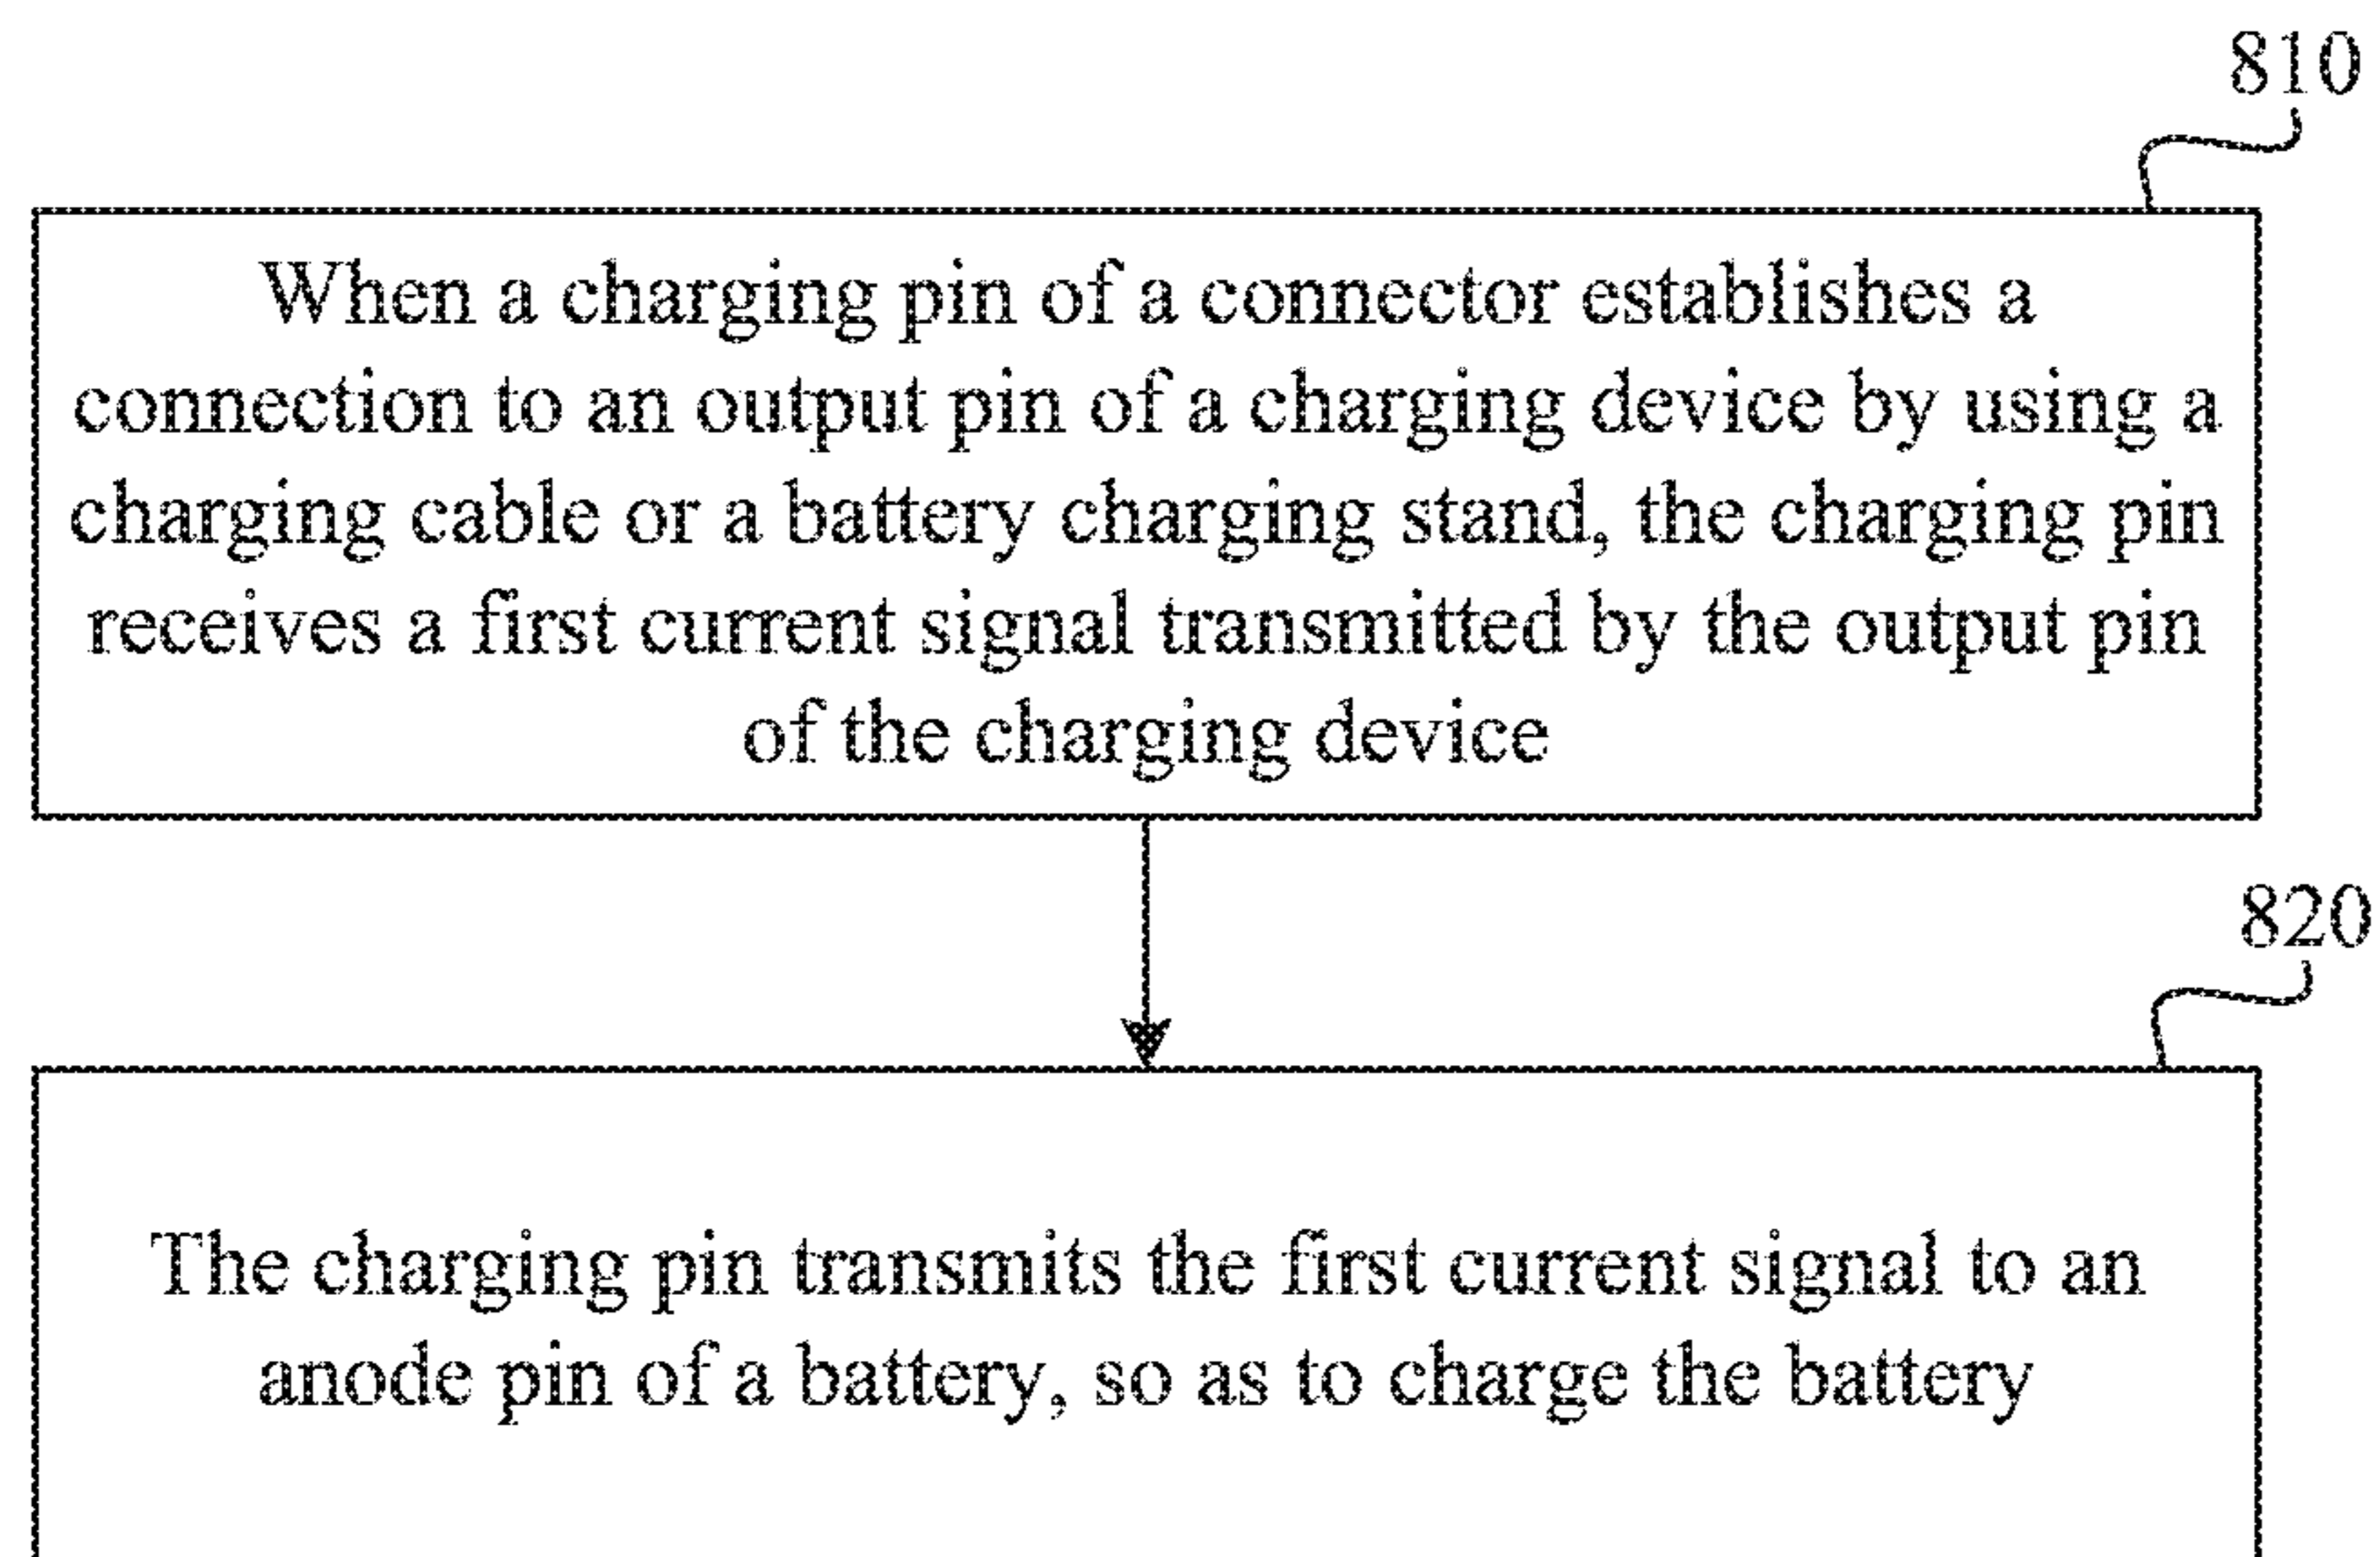 810
When a charging pin of a connector establishes a
connection to an output pin of a charging device by using a
charging cable or a battery charging stand, the charging pin
receives a first current signal transmitted by the output pin
of the charging device
820
The charging pin transmits the first current signal to an
anode pin of a battery, so as to charge the battery